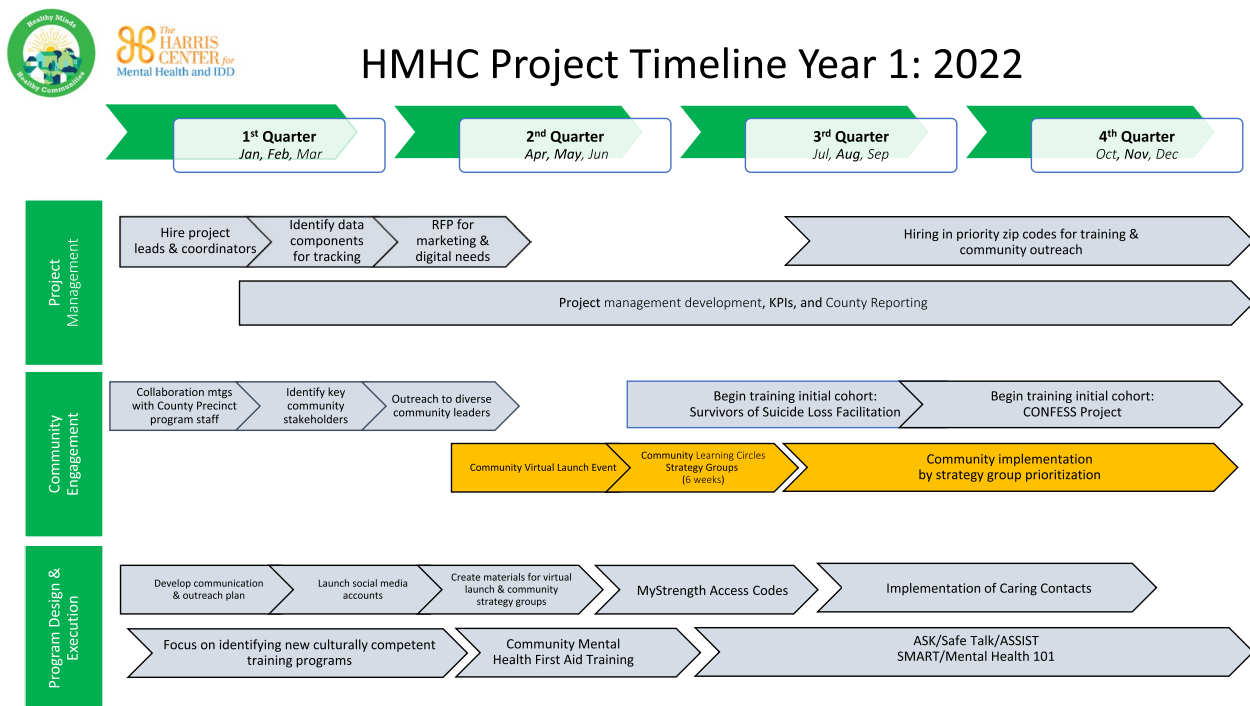 Healthy Minds
Healthy Communities
The
HARRIS
CENTER for
Mental Health and IDD
HMHC Project Timeline Year 1: 2022
1st Quarter
Jan, Feb, Mar
2nd Quarter
Apr, May, Jun
3rd Quarter
Jul, Aug, Sep
4th Quarter
Oct, Nov, Dec
Project
Management
Hire project
leads & coordinators
Identify data
components
for tracking
RFP for
marketing &
digital needs
Hiring in priority zip codes for training &
community outreach
Project management development, KPIs, and County Reporting
Community
Engagement
Collaboration mtgs
with County Precinct
program staff
Identify key
community
stakeholders
Outreach to diverse
community leaders
Begin training initial cohort:
Survivors of Suicide Loss Facilitation
Begin training initial cohort:
CONFESS Project
Community Virtual Launch Event
Community Learning Circles
Strategy Groups
(6 weeks)
Community implementation
by strategy group prioritization
Program Design &
Execution
Develop communication
& outreach plan
Launch social media
accounts
Create materials for virtual
launch & community
strategy groups
MyStrength Access Codes
Implementation of Caring Contacts
Focus on identifying new culturally competent
training programs
Community Mental
Health First Aid Training
ASK/Safe Talk/ASSIST
SMART/Mental Health 101